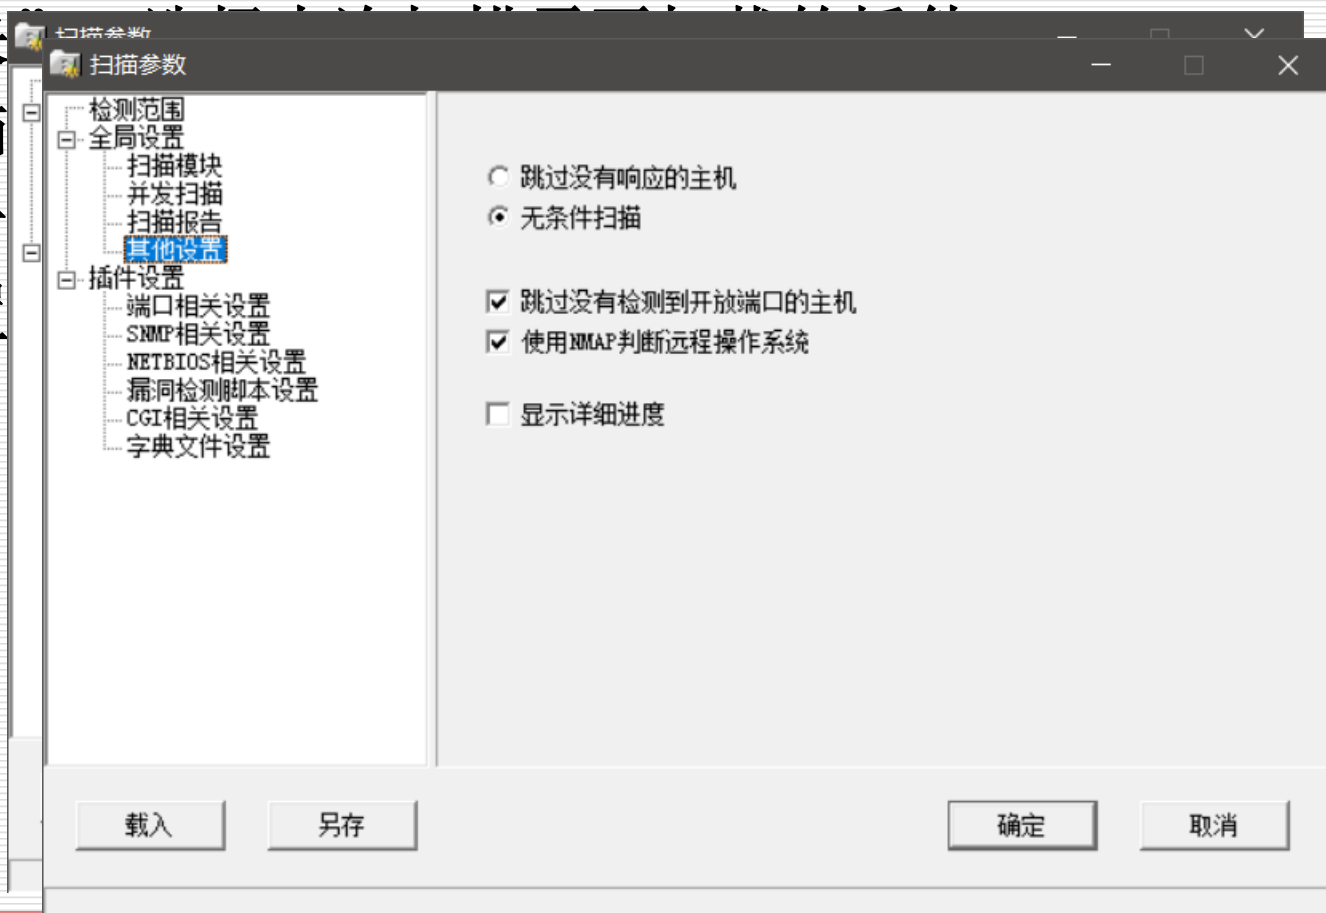 扫描参数
扫描参数
检测范围
全局设置
扫描模块
并发扫描
扫描报告
其他设置
插件设置
端口相关设置
SNMP相关设置
NETBIOS相关设置
漏洞检测脚本设置
CGI相关设置
字典文件设置
跳过没有响应的主机
无条件扫描
跳过没有检测到开放端口的主机
使用NMAP判断远程操作系统
显示详细进度
载入
另存
确定
取消